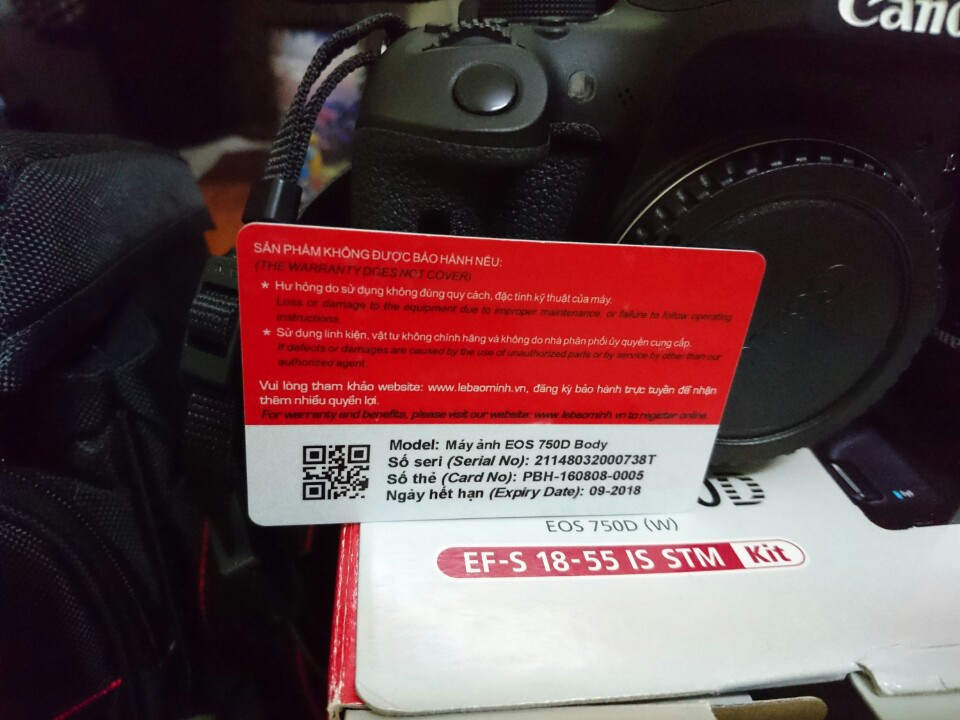 Cano
SẢN PHẨM KHÔNG ĐƯỢC BẢO HÀNH NẾU:
(THE WARRANTY DOES NOT COVER)
* Hư hỏng do sử dụng không đúng quy cách, đặc tính kỹ thuật của máy.
Loss or damage to the equipment due to improper maintenance, or failure to follow operating
instructions.
* Sử dụng linh kiện, vật tư không chính hãng và không do nhà phân phối ủy quyền cung cấp.
If defects or damages are caused by the use of unauthorized parts or by service by other than our
authorized agent
Vui lòng tham khảo website: www.lebaominh.vn, đăng ký bảo hành trực tuyến để nhận
thêm nhiều quyền lợi.
For warranty and benefits, please visit our website: www.lebaominh.vn to register online.
Model: Máy ảnh EOS 750D Body
Số seri (Serial No): 21148032000738T
Số thẻ (Card No): PBH-160808-0005
Ngày hết hạn (Expiry Date): 09-2018
EOS 750D (W)
EF-S 18-55 IS STM Kit